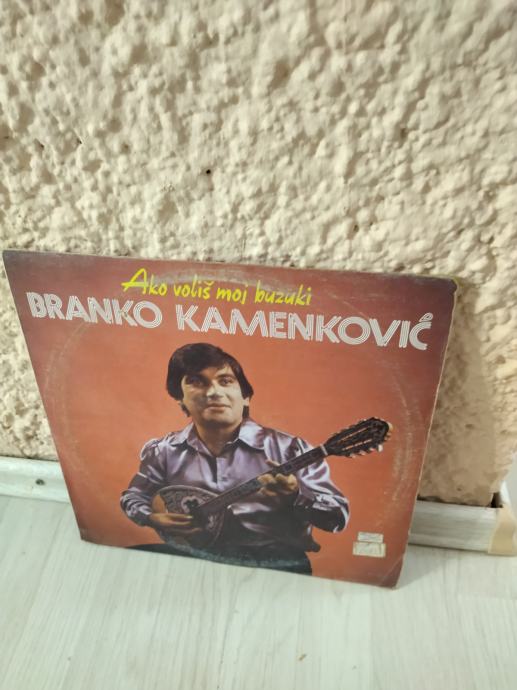 Ako voliš moj buzuki
BRANKO KAMENKOVIĆ